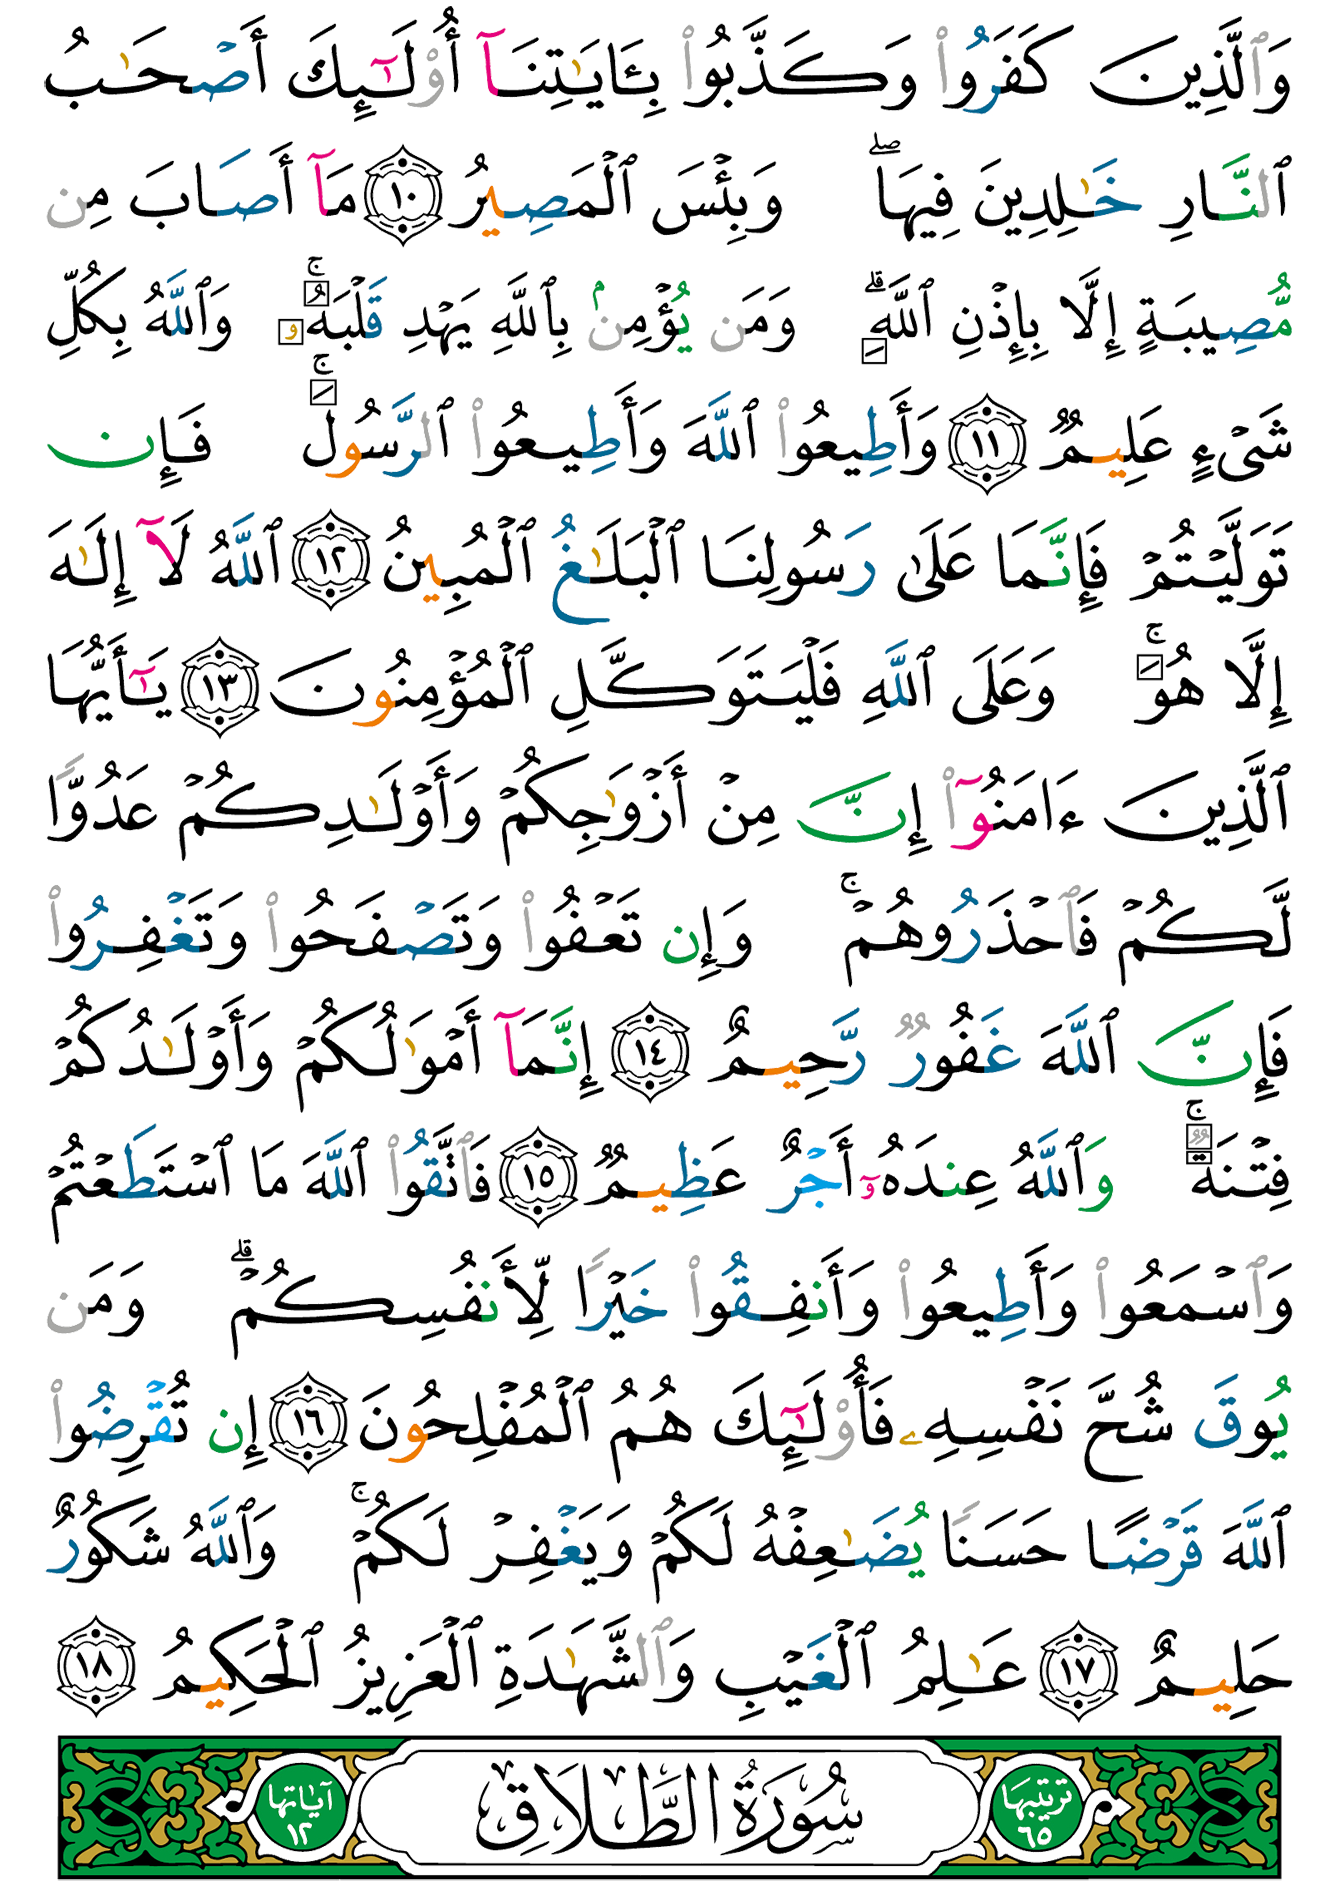 وَٱلَّذِينَ كَفَرُوا۟ وَكَذَّبُوا۟ بِـَٔايَـٰتِنَآ أُو۟لَـٰٓئِكَ أَصْحَـٰبُ
ٱلنَّارِ خَـٰلِدِينَ فِيهَا ۖ وَبِئْسَ ٱلْمَصِيرُ ١٠ مَآ أَصَابَ مِن
مُّصِيبَةٍ إِلَّا بِإِذْنِ ٱللَّهِ ۗ وَمَن يُؤْمِنۢ بِٱللَّهِ يَهْدِ قَلْبَهُۥ ۚ وَٱللَّهُ بِكُلِّ
شَىْءٍ عَلِيمٌ ١١ وَأَطِيعُوا۟ ٱللَّهَ وَأَطِيعُوا۟ ٱلرَّسُولَ ۚ فَإِن
تَوَلَّيْتُمْ فَإِنَّمَا عَلَىٰ رَسُولِنَا ٱلْبَلَـٰغُ ٱلْمُبِينُ ١٢ ٱللَّهُ لَآ إِلَـٰهَ
إِلَّا هُوَ ۚ وَعَلَى ٱللَّهِ فَلْيَتَوَكَّلِ ٱلْمُؤْمِنُونَ ١٣ يَـٰٓأَيُّهَا
ٱلَّذِينَ ءَامَنُوٓا۟ إِنَّ مِنْ أَزْوَٰجِكُمْ وَأَوْلَـٰدِكُمْ عَدُوًّا
لَّكُمْ فَٱحْذَرُوهُمْ ۚ وَإِن تَعْفُوا۟ وَتَصْفَحُوا۟ وَتَغْفِرُوا۟
فَإِنَّ ٱللَّهَ غَفُورٌ رَّحِيمٌ ١٤ إِنَّمَآ أَمْوَٰلُكُمْ وَأَوْلَـٰدُكُمْ
فِتْنَةٌ ۚ وَٱللَّهُ عِندَهُۥٓ أَجْرٌ عَظِيمٌ ١٥ فَٱتَّقُوا۟ ٱللَّهَ مَا ٱسْتَطَعْتُمْ
وَٱسْمَعُوا۟ وَأَطِيعُوا۟ وَأَنفِقُوا۟ خَيْرًا لِّأَنفُسِكُمْ ۗ وَمَن
يُوقَ شُحَّ نَفْسِهِۦ فَأُو۟لَـٰٓئِكَ هُمُ ٱلْمُفْلِحُونَ ١٦ إِن تُقْرِضُوا۟
ٱللَّهَ قَرْضًا حَسَنًا يُضَـٰعِفْهُ لَكُمْ وَيَغْفِرْ لَكُمْ ۚ وَٱللَّهُ شَكُورٌ
حَلِيمٌ ١٧ عَـٰلِمُ ٱلْغَيْبِ وَٱلشَّهَـٰدَةِ ٱلْعَزِيزُ ٱلْحَكِيمُ ١٨
ترتيبها ٦٥ سُورَةُ الطَّلَاقِ آياتها ١٢